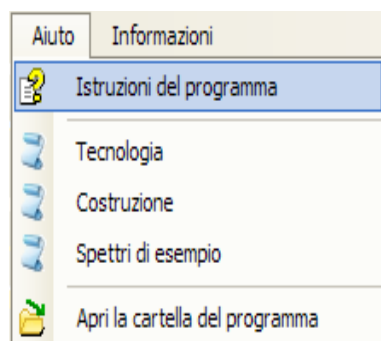 Aiuto Informazioni
Istruzioni del programma
Tecnologia
Costruzione
Spettri di esempio
Apri la cartella del programma